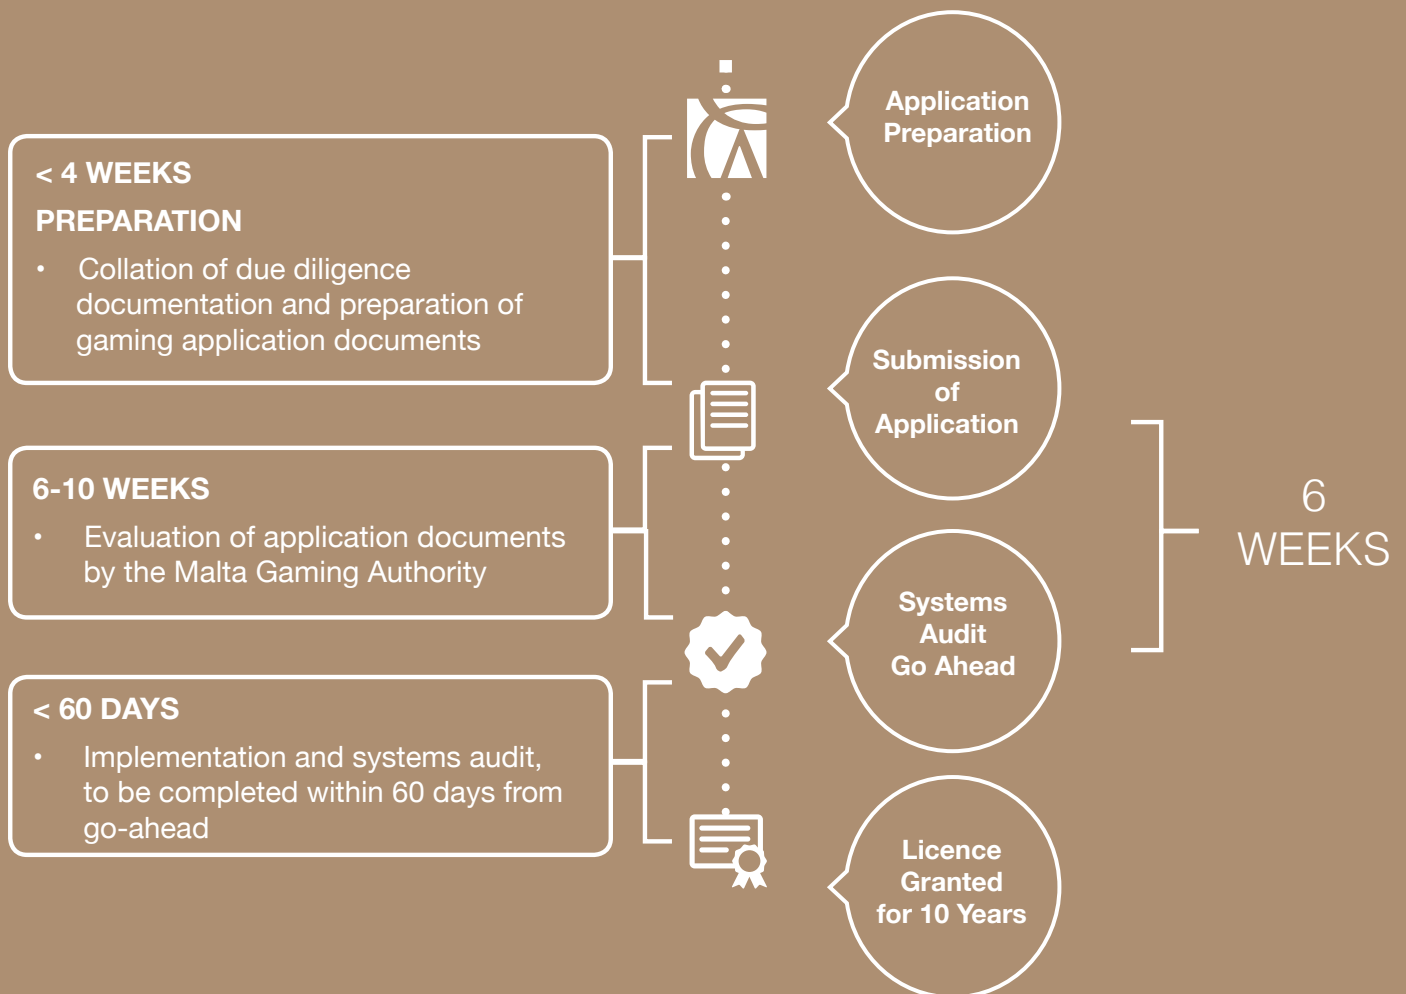 Application
Preparation
< 4 WEEKS
PREPARATION
• Collation of due diligence
documentation and preparation of
gaming application documents
Submission
of
Application
6-10 WEEKS
• Evaluation of application documents
by the Malta Gaming Authority
6
WEEKS
Systems
Audit
Go Ahead
< 60 DAYS
• Implementation and systems audit,
to be completed within 60 days from
go-ahead
Licence
Granted
for 10 Years